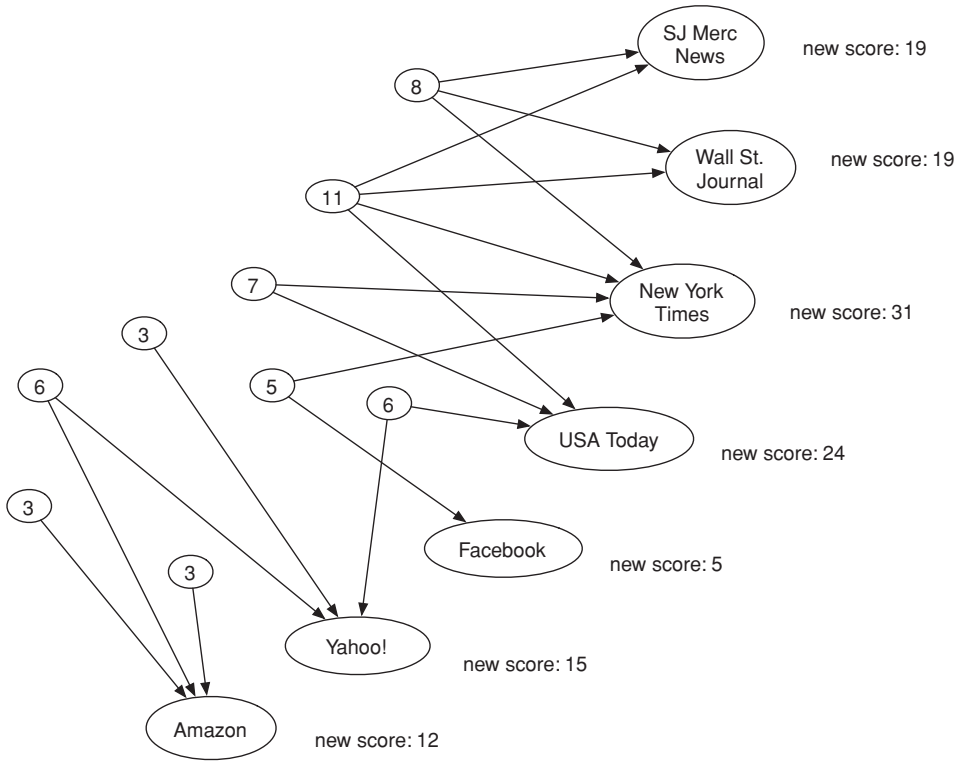 SJ Merc
News
new score: 19
8
Wall St.
Journal
new score: 19
11
7
New York
Times
new score: 31
3
6
5
6
USA Today
new score: 24
3
3
Facebook
new score: 5
Yahoo!
new score: 15
Amazon
new score: 12